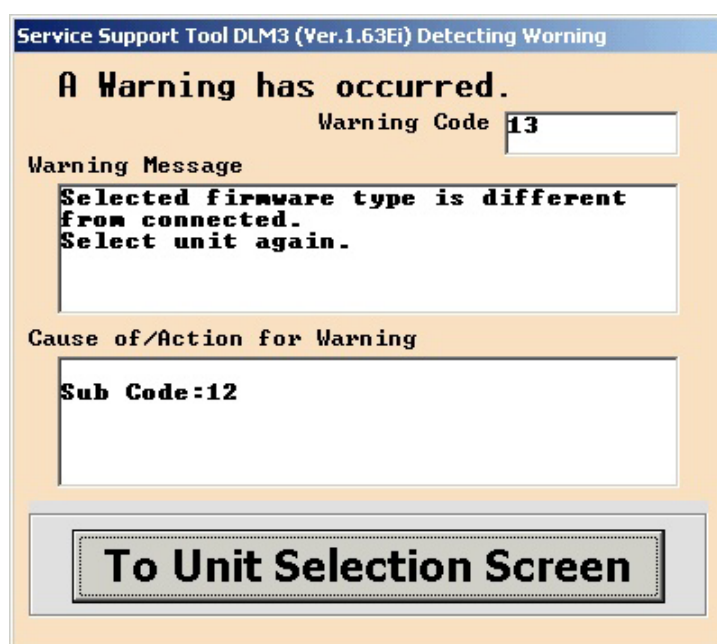 Service Support Tool DLM3 (Ver.1.63Ei) Detecting Worning
A Warning has occurred.
Warning Code 13
Warning Message
Selected firmware type is different
from connected.
Select unit again.
Cause of/Action for Warning
Sub Code:12
To Unit Selection Screen